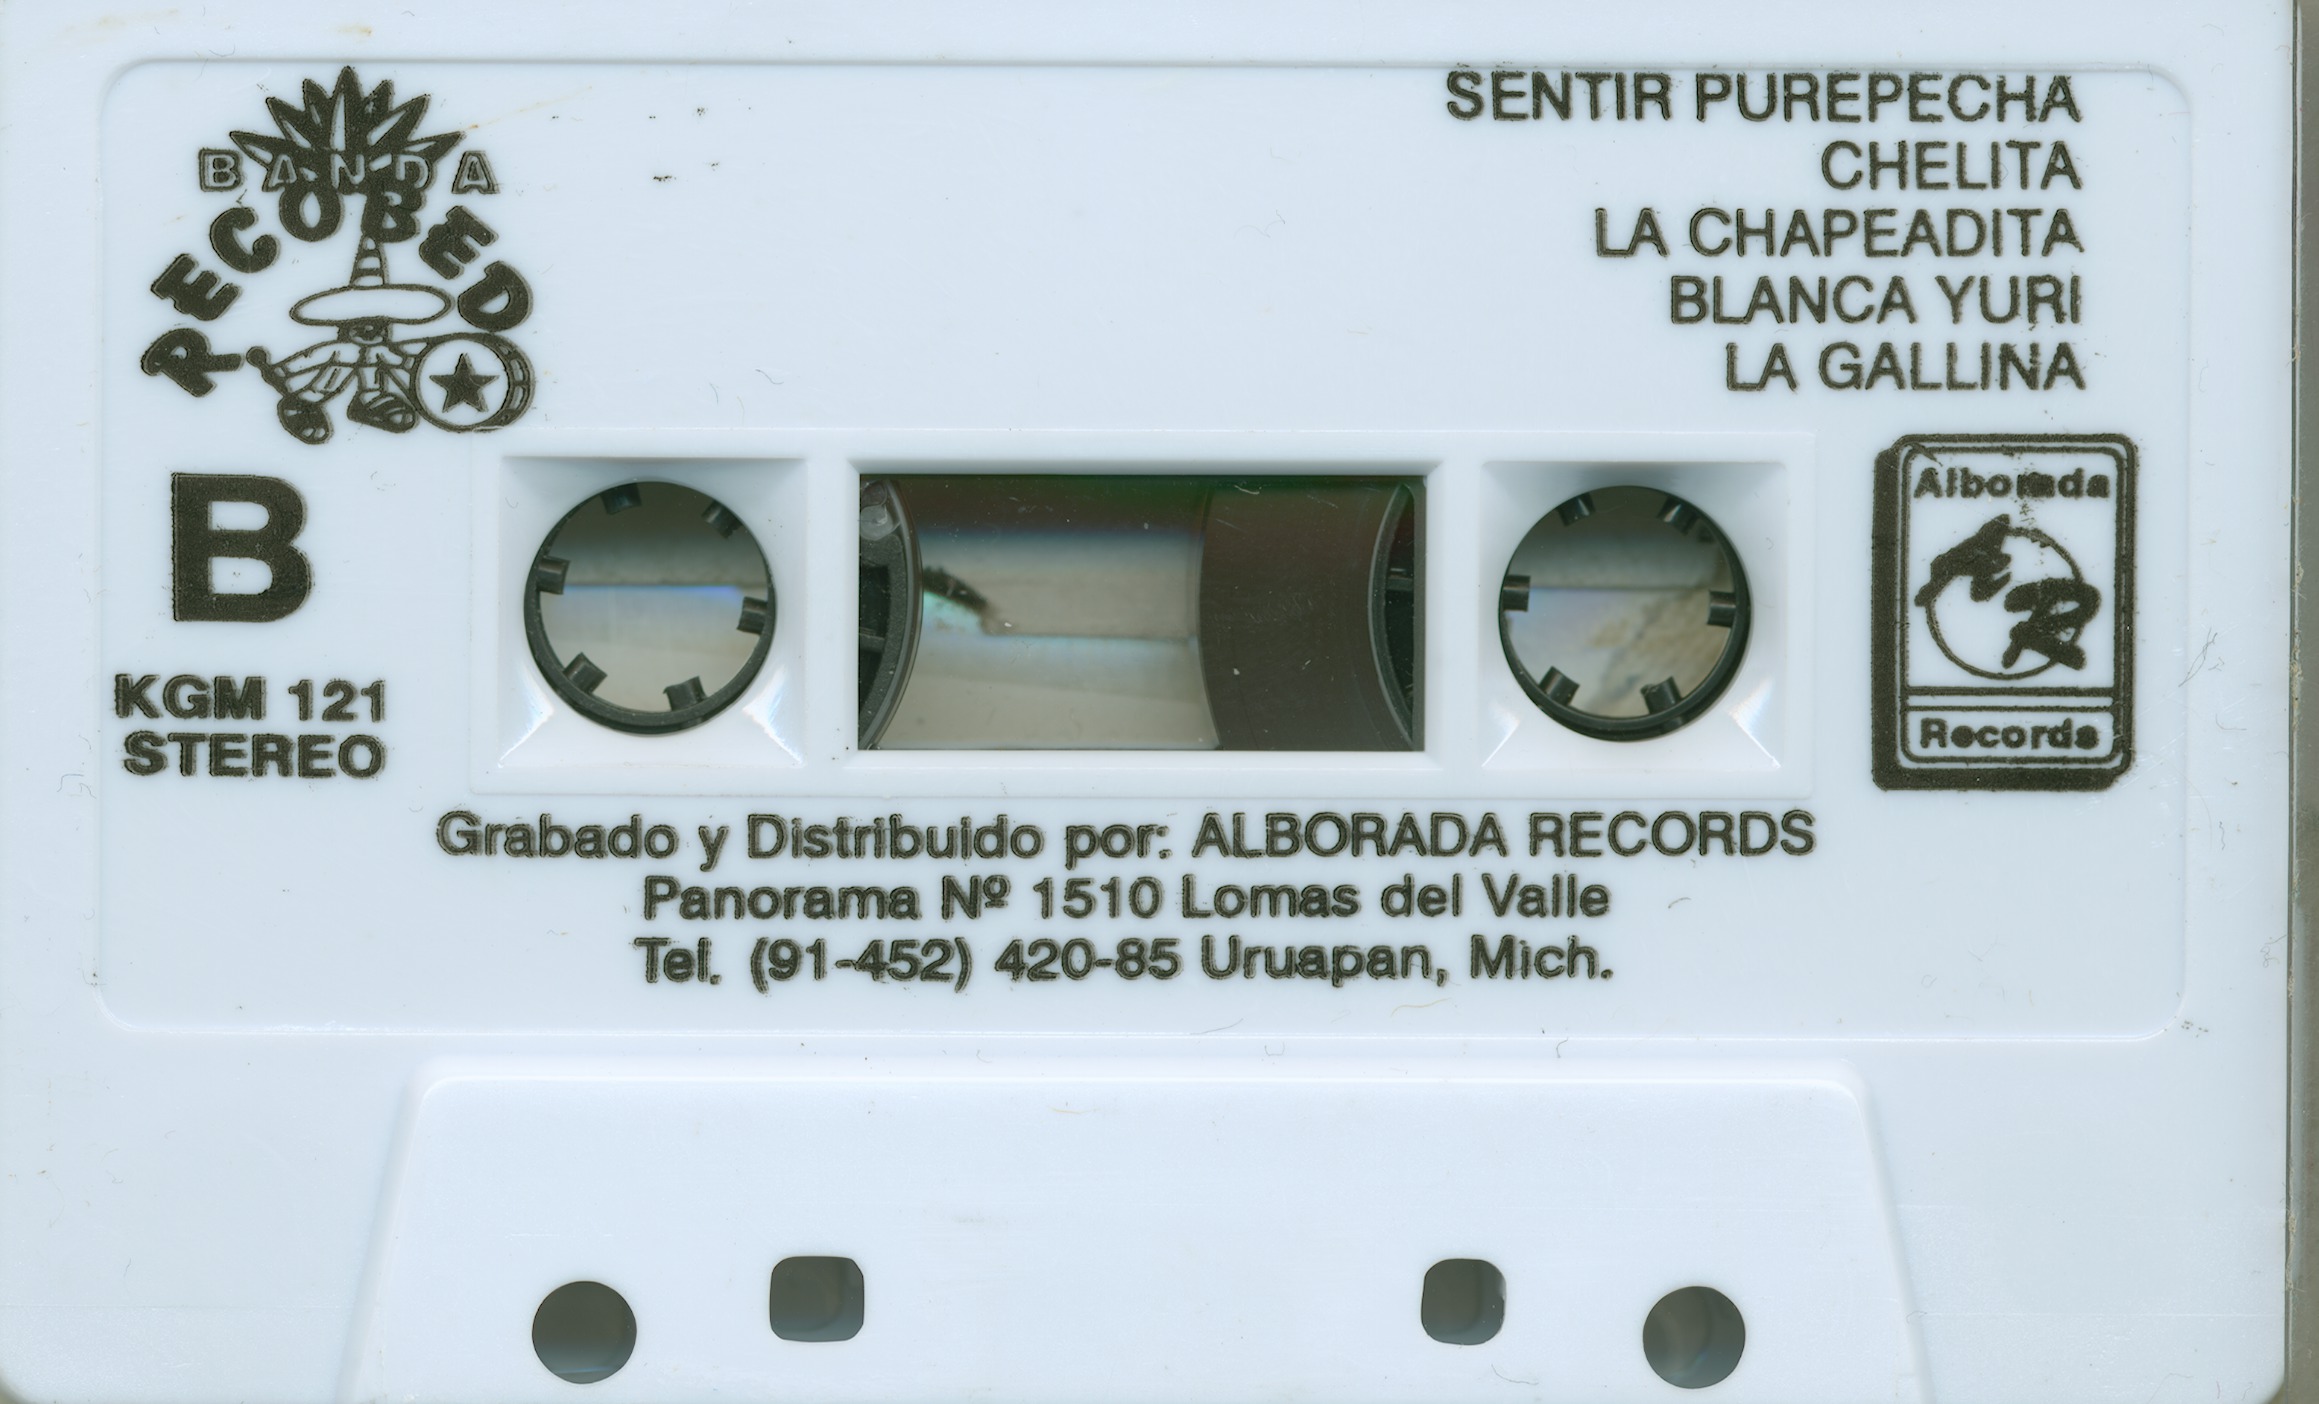 BANDA
RECOBED
SENTIR PUREPECHA
CHELITA
LA CHAPEADITA
BLANCA YURI
LA GALLINA
B
KGM 121
STEREO
Alborada
AR
Records
Grabado y Distribuido por: ALBORADA RECORDS
Panorama Nº 1510 Lomas del Valle
Tel. (91-452) 420-85 Uruapan, Mich.